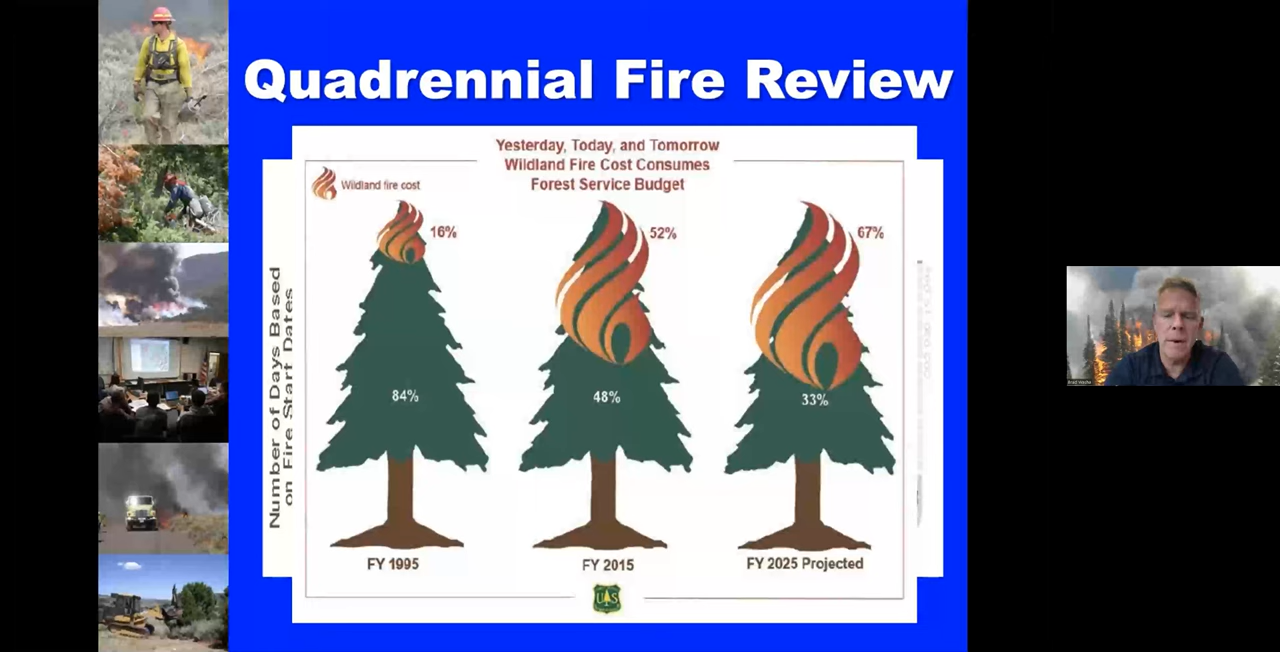 Quadrennial Fire Review
Yesterday, Today, and Tomorrow
Wildland Fire Cost Consumes
Forest Service Budget
Wildland fire cost
16%
52%
67%
84%
48%
33%
FY 1995
FY 2015
FY 2025 Projected
Number of Days Based
on Fire Start Dates
US